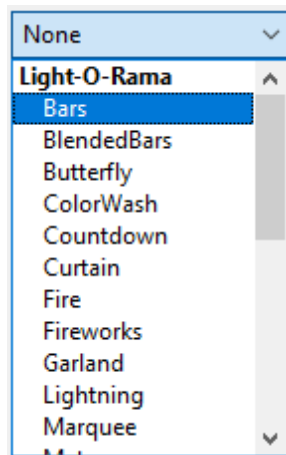 None
Light-O-Rama
Bars
BlendedBars
Butterfly
ColorWash
Countdown
Curtain
Fire
Fireworks
Garland
Lightning
Marquee